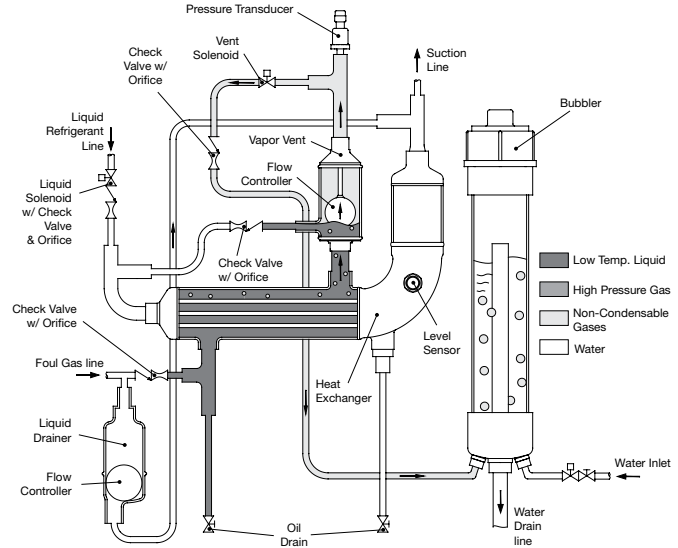 Pressure Transducer
Vent
Solenoid
Check
Valve w/
Orifice
Suction
Line
Bubbler
Liquid
Refrigerant
Line
Vapor Vent
Flow
Controller
Liquid
Solenoid
w/ Check
Valve
& Orifice
Check Valve
w/ Orifice
Low Temp. Liquid
High Pressure Gas
Non-Condensable
Gases
Water
Check Valve
w/ Orifice
Level
Sensor
Foul Gas line
Heat
Exchanger
Liquid
Drainer
Flow
Controller
Water Inlet
Oil
Drain
Water
Drain
line